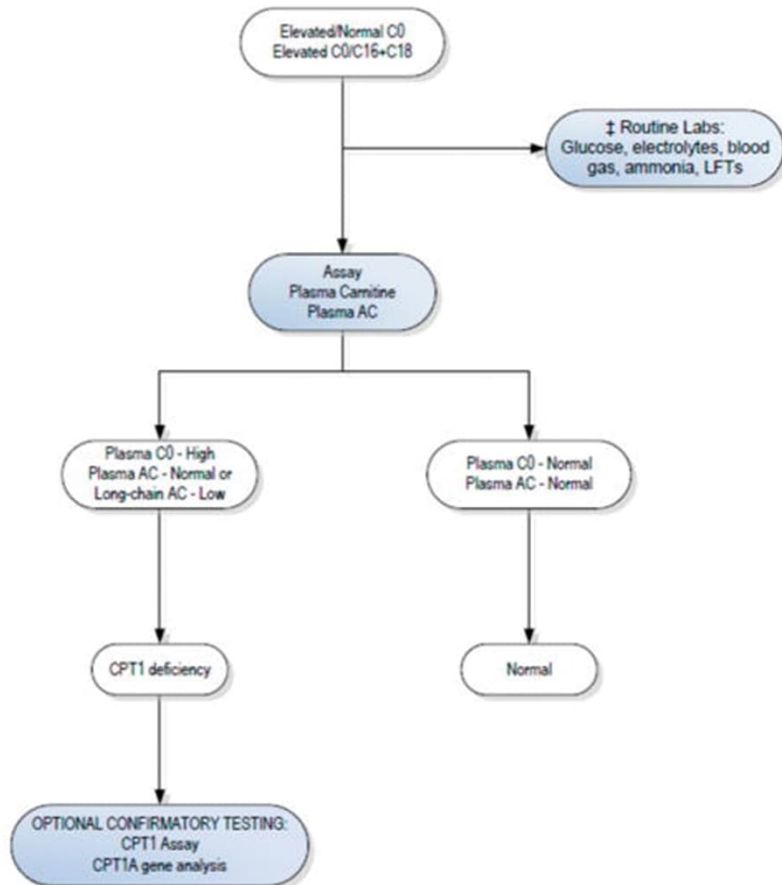 Elevated/Normal C0
Elevated C0/C16+C18
‡ Routine Labs:
Glucose, electrolytes, blood
gas, ammonia, LFTs
Assay
Plasma Carnitine
Plasma AC
Plasma C0 - High
Plasma AC - Normal or
Long-chain AC - Low
Plasma C0 - Normal
Plasma AC - Normal
CPT1 deficiency
Normal
OPTIONAL CONFIRMATORY TESTING:
CPT1 Assay
CPT1A gene analysis